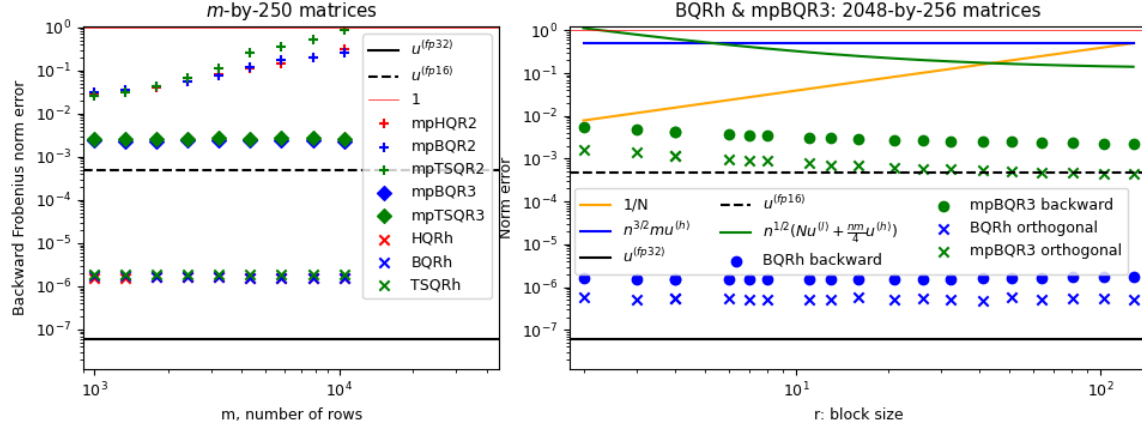 m-by-250 matrices
Backward Frobenius norm error
10^0
10^-1
10^-2
10^-3
10^-4
10^-5
10^-6
10^-7
u^(fp32)
u^(fp16)
1
mpHQR2
mpBQR2
mpTSQR2
mpBQR3
mpTSQR3
HQRh
BQRh
TSQRh
10^3
10^4
m, number of rows
BQRh & mpBQR3: 2048-by-256 matrices
Norm error
10^0
10^-1
10^-2
10^-3
10^-4
10^-5
10^-6
10^-7
1/N
n^{3/2}mu^(h)
u^(fp32)
u^(fp16)
n^{1/2}(Nu^(l) + nm/4 u^(h))
BQRh backward
mpBQR3 backward
BQRh orthogonal
mpBQR3 orthogonal
10^1
10^2
r: block size